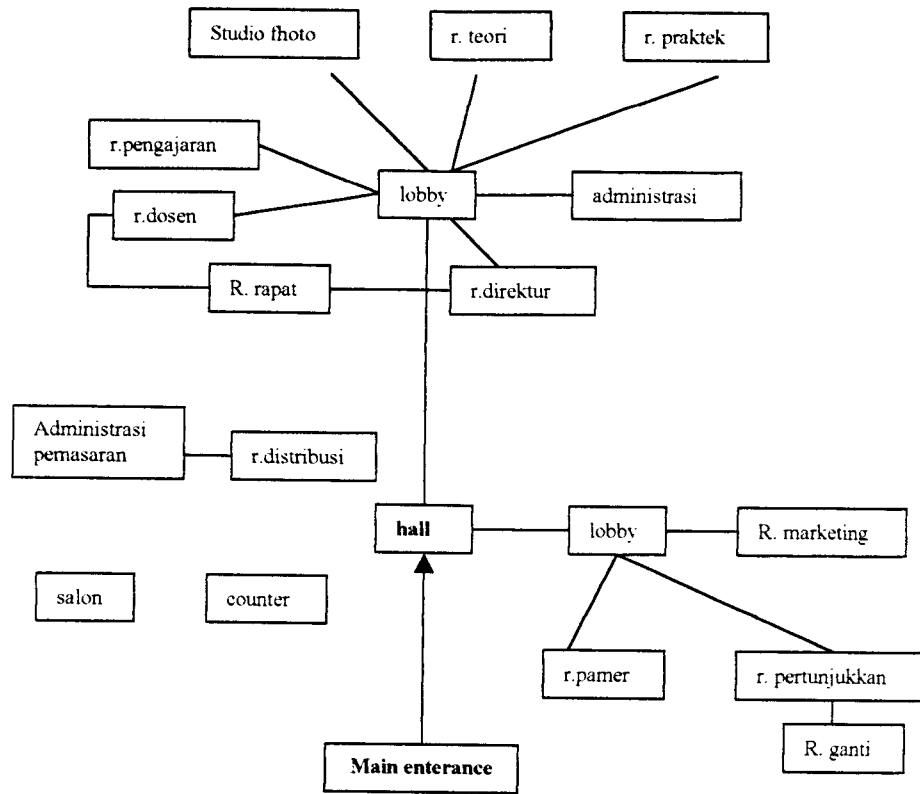 Studio fhoto
r. teori
r. praktek
r.pengajaran
lobby
administrasi
r.dosen
R. rapat
r.direktur
Administrasi
pemasaran
r.distribusi
hall
lobby
R. marketing
salon
counter
r.pamer
r. pertunjukkan
R. ganti
Main enterance